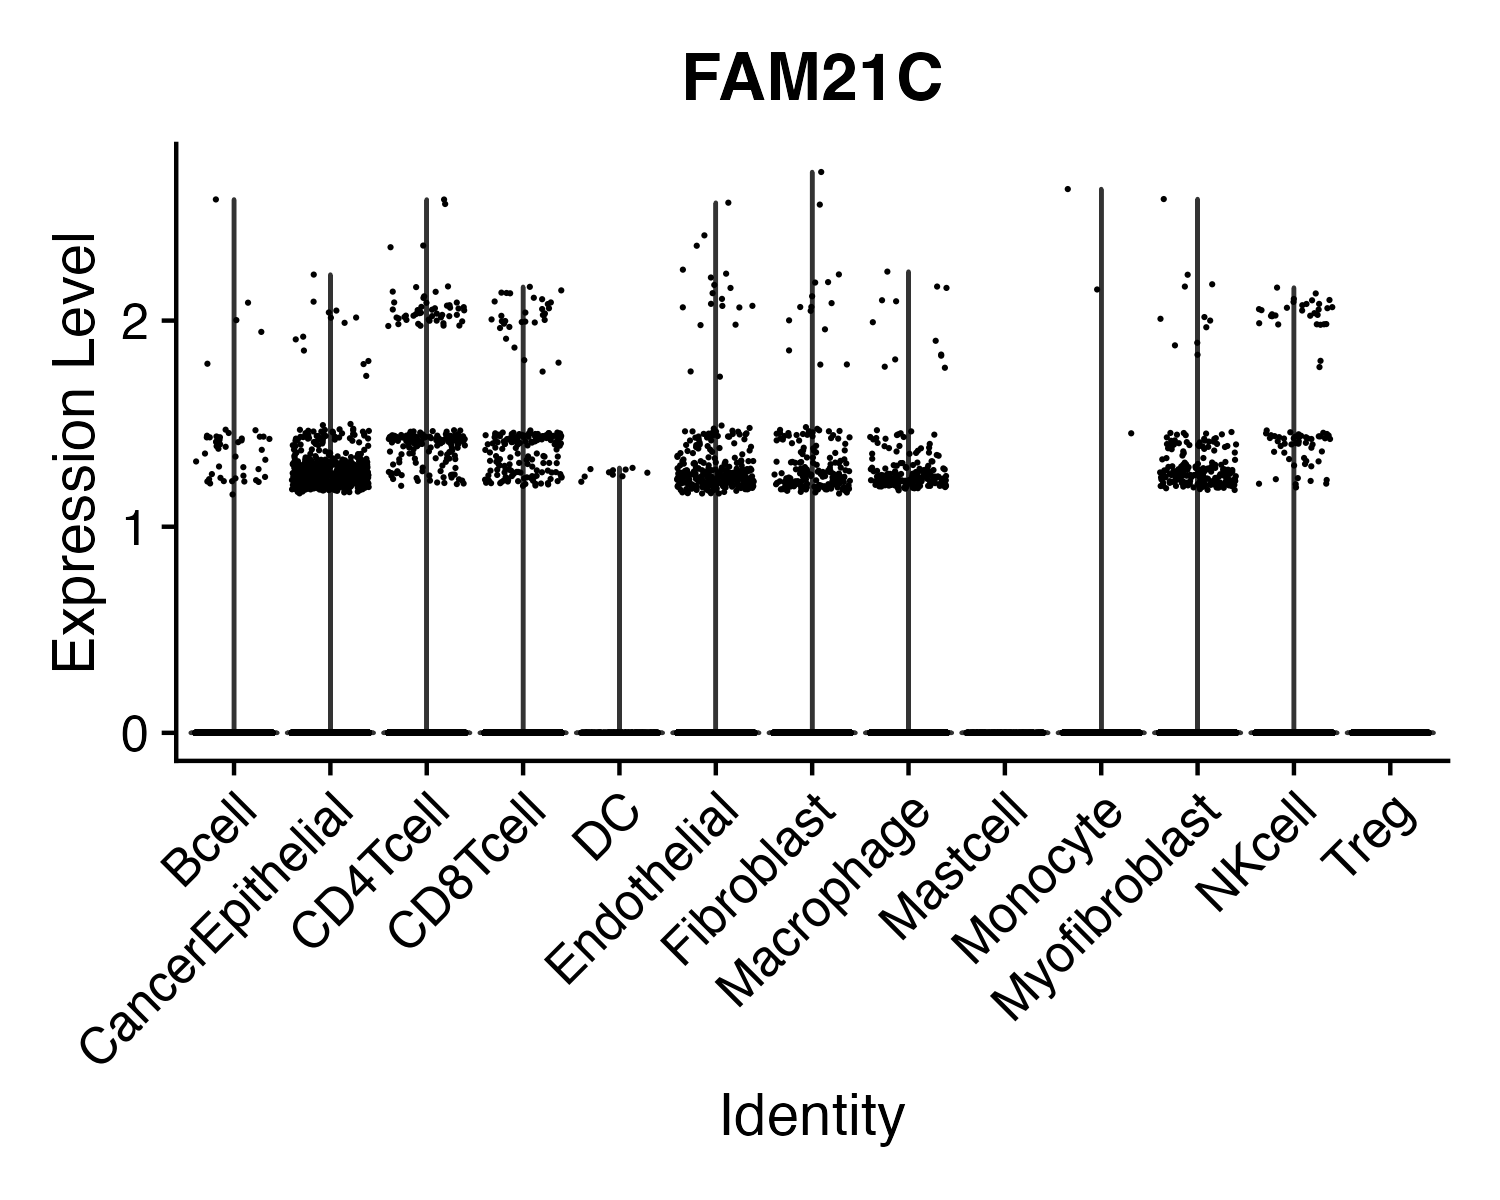 FAM21C
Expression Level
2
1
0
Bcell
CancerEpithelial
CD4Tcell
CD8Tcell
DC
Endothelial
Fibroblast
Macrophage
Mastcell
Monocyte
Myofibroblast
NKcell
Treg
Identity